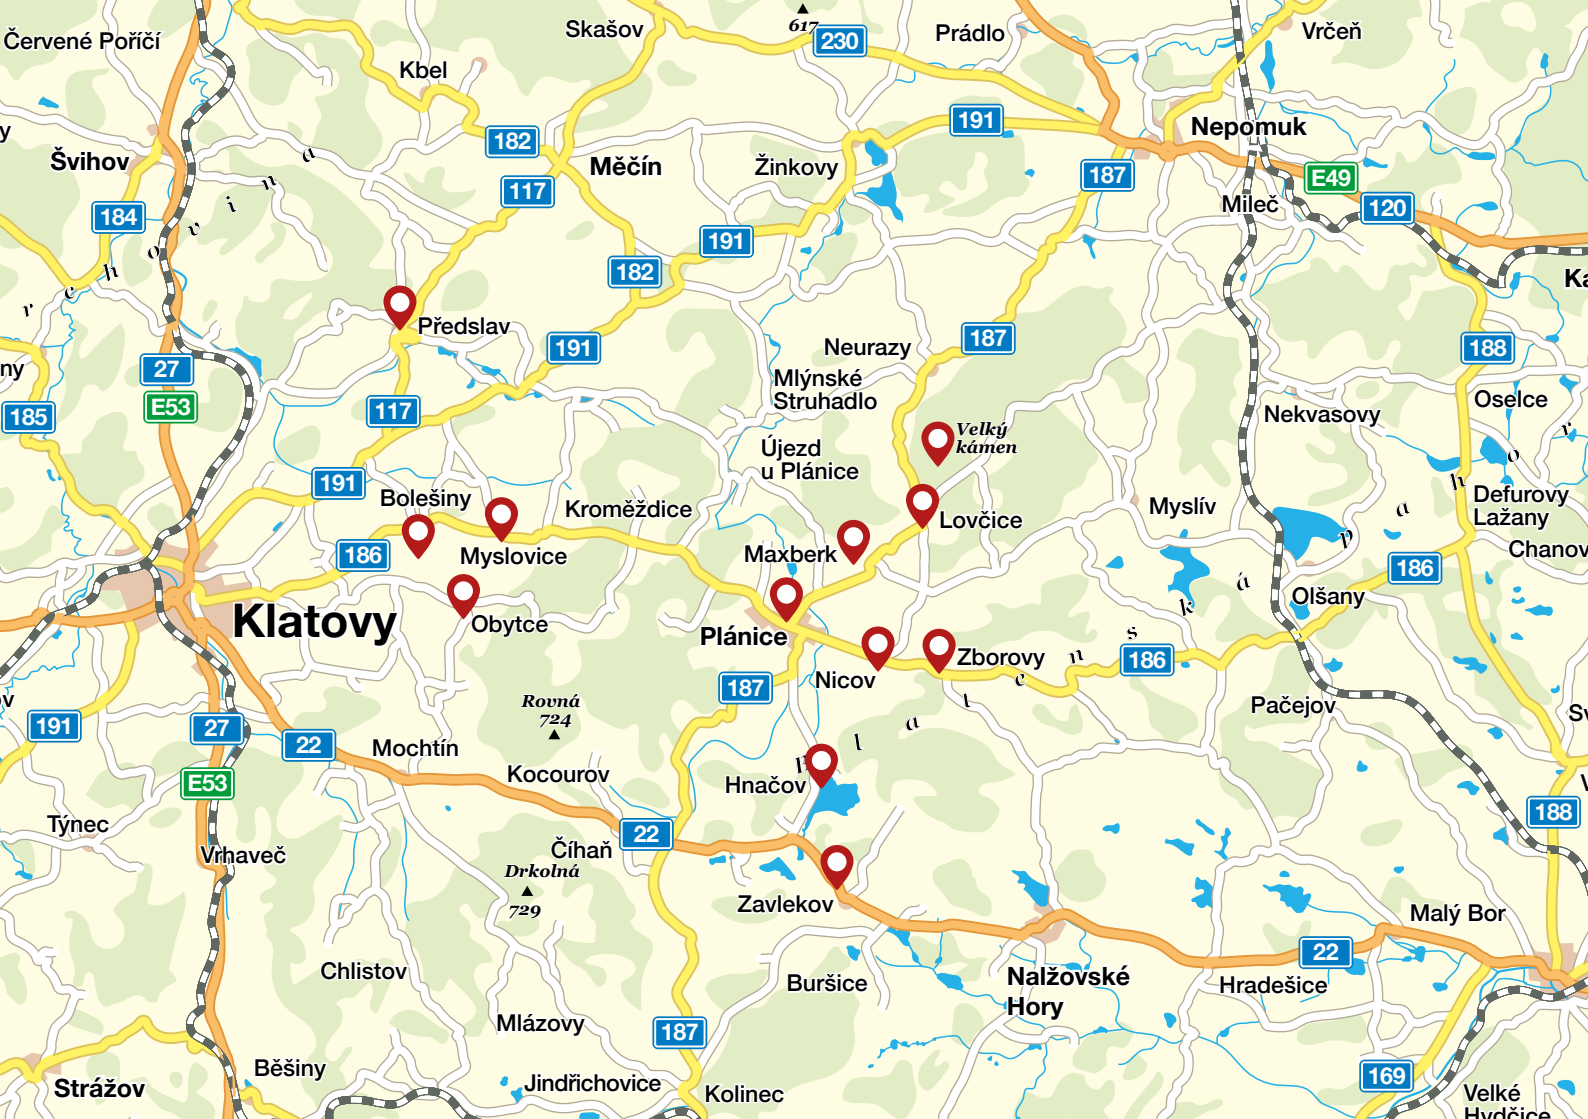 617
Skašov
230
Prádlo
Vrčeň
Červené Poříčí
Kbel
191
Nepomuk
y
182
Měčín
Žinkovy
Švihov
187
E49
117
Mileč
120
184
191
182
Ka
r c h o v i n a
Předslav
187
Neurazy
191
188
ny
27
Mlýnské
Struhadlo
E53
117
Oselce
185
Nekvasovy
Velký
kámen
Újezd
u Plánice
191
Bolešiny
Defurovy
Lažany
Kroměždice
Myslív
Lovčice
186
Myslovice
Maxberk
Chanov
186
Olšany
Klatovy
Obytce
Plánice
Zborovy
186
Nicov
187
ov
Rovná
724
Pačejov
Sv
191
27
22
Mochtín
p l a t e n s k á p a h o r
Kocourov
Hnačov
E53
V
188
Týnec
22
Číhaň
Vrhaveč
Drkolná
729
Zavlekov
Malý Bor
22
Chlistov
Buršice
Nalžovské
Hory
Hradešice
Mlázovy
187
Běšiny
169
Strážov
Jindřichovice
Kolinec
Velké
Hydčice